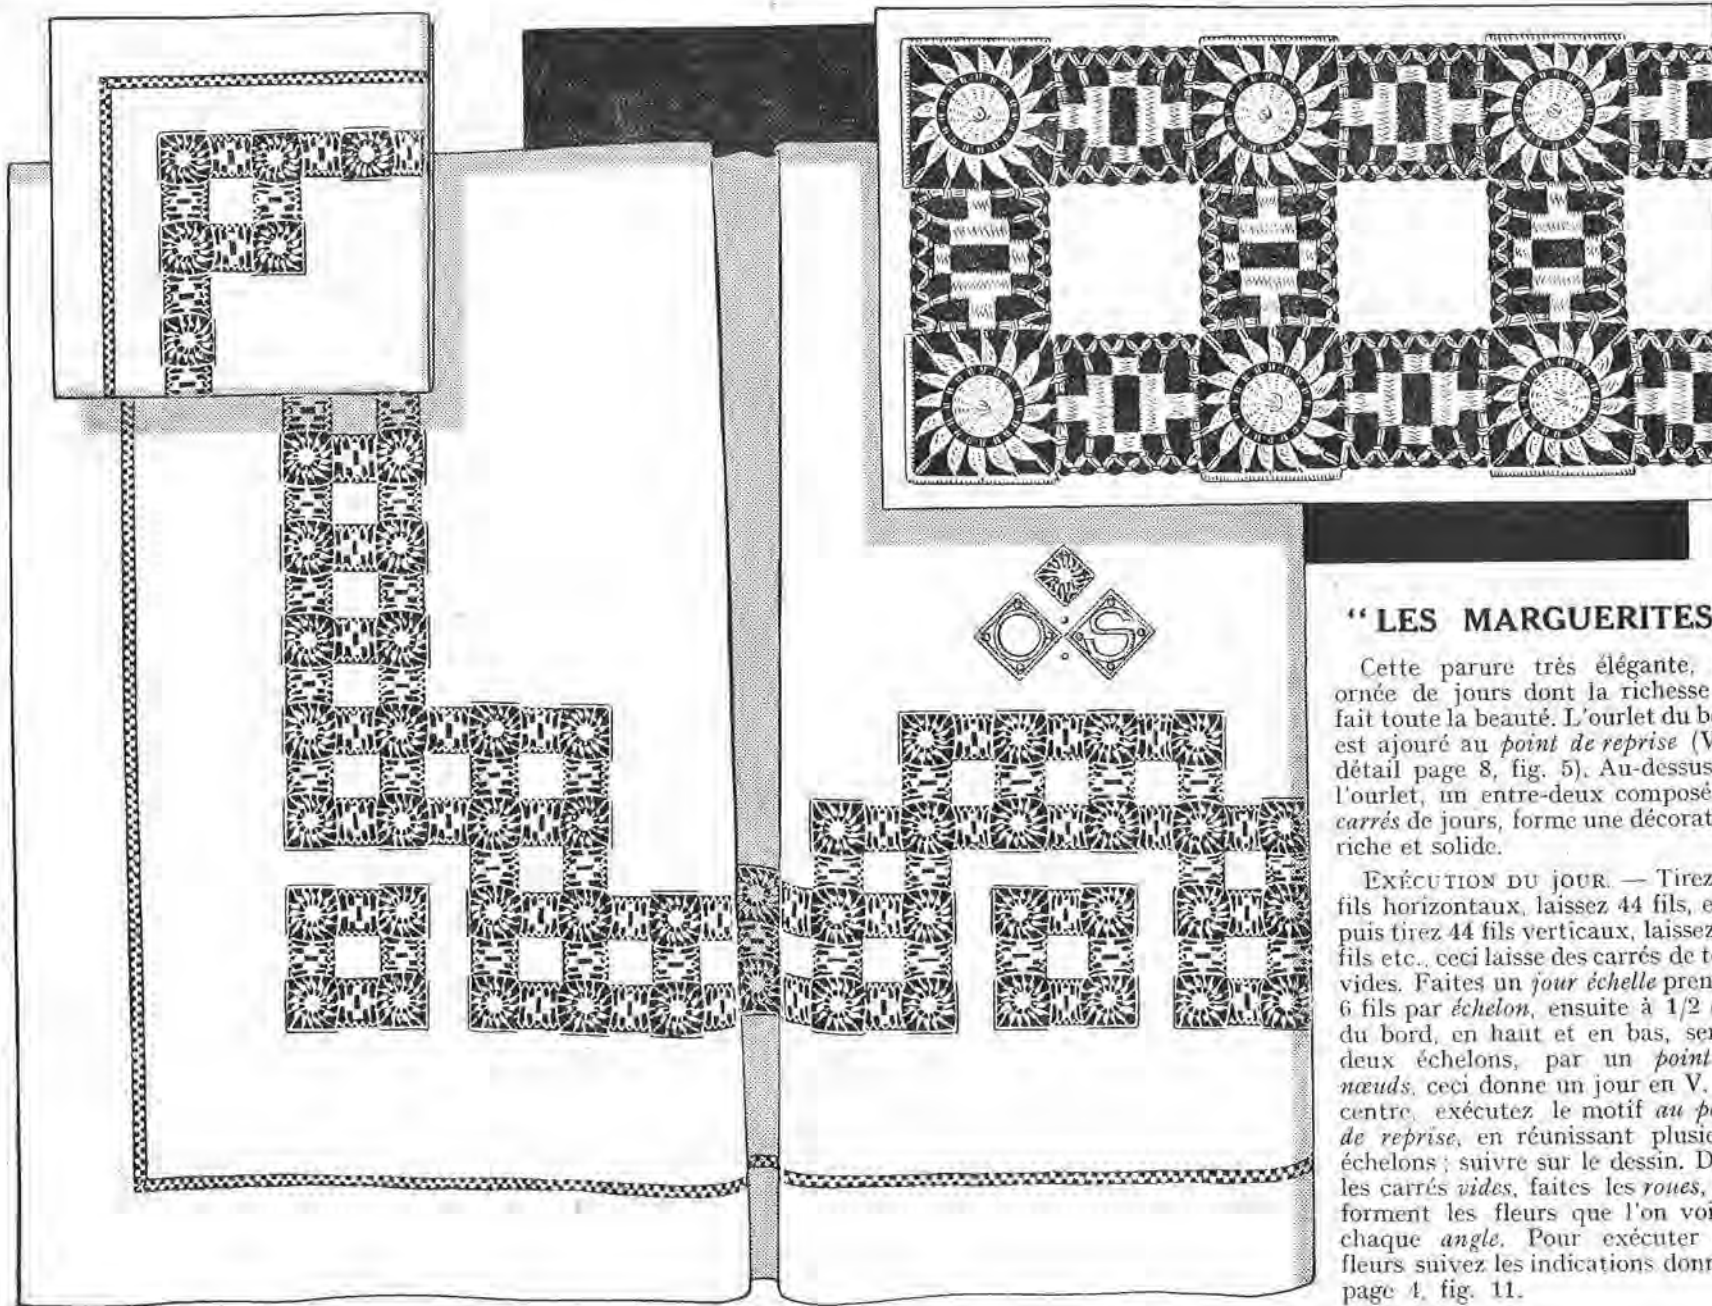 O S
“LES MARGUERITES
Cette parure très élégante,
ornée de jours dont la richesse
fait toute la beauté. L'ourlet du b
est ajouré au point de reprise (V
détail page 8, fig. 5). Au-dessus
l'ourlet, un entre-deux composé
carrés de jours, forme une décorat
riche et solide.
EXÉCUTION DU JOUR. — Tirez
fils horizontaux, laissez 44 fils, e
puis tirez 44 fils verticaux, laissez
fils etc., ceci laisse des carrés de t
vides. Faites un jour échelle pren
6 fils par échelon, ensuite à 1/2
du bord, en haut et en bas, ser
deux échelons, par un point
nœuds, ceci donne un jour en V.
centre, exécutez le motif au p
de reprise, en réunissant plusie
échelons ; suivre sur le dessin. D
les carrés vides, faites les roues,
forment les fleurs que l'on voi
chaque angle. Pour exécuter
fleurs suivez les indications donn
page 4, fig. 11.